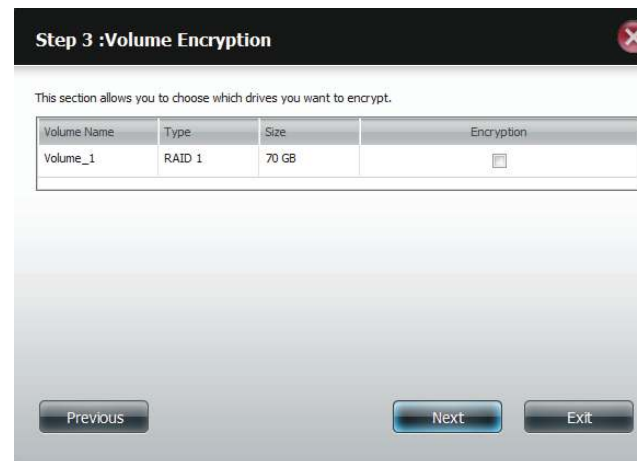 Step 3 :Volume Encryption
This section allows you to choose which drives you want to encrypt.
Volume Name Type Size Encryption
Volume_1 RAID 1 70 GB
Previous Next Exit